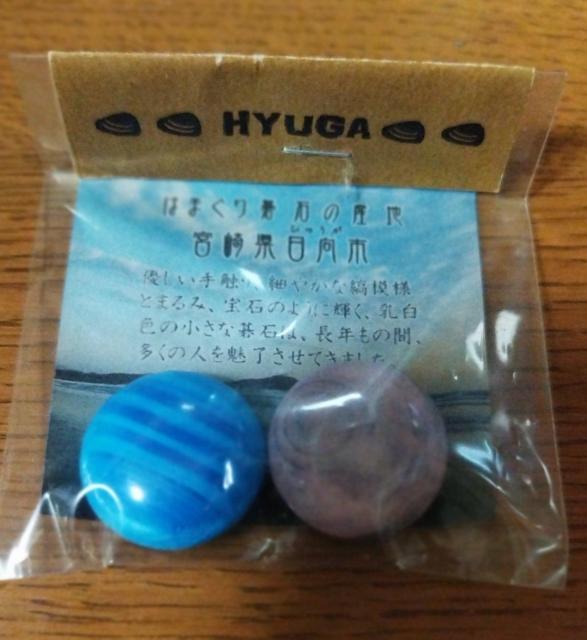 HYUGA
はまぐり碁石の産地
ひゅうが
宮崎県日向市
優しい手触り、細やかな縞模様
とまるみ、宝石のように輝く、乳白
色の小さな碁石は、長年もの間、
多くの人を魅了させてきました。